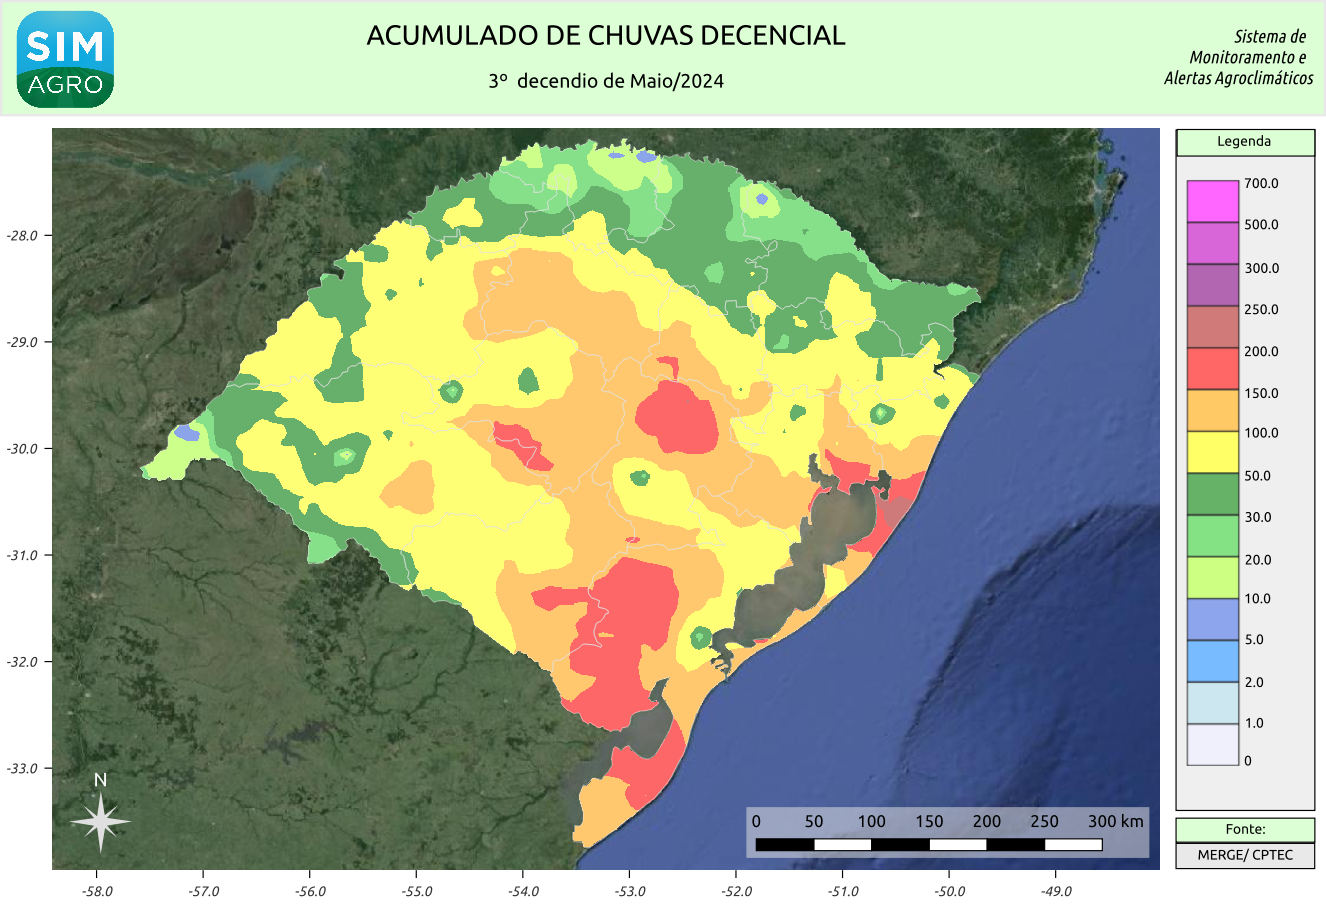 SIM
AGRO
ACUMULADO DE CHUVAS DECENCIAL
3º decendio de Maio/2024
Sistema de
Monitoramento e
Alertas Agroclimáticos
Legenda
700.0
500.0
300.0
250.0
200.0
150.0
100.0
50.0
30.0
20.0
10.0
5.0
2.0
1.0
0
Fonte:
MERGE/ CPTEC
-28.0
-29.0
-30.0
-31.0
-32.0
-33.0
N
0 50 100 150 200 250 300 km
-58.0 -57.0 -56.0 -55.0 -54.0 -53.0 -52.0 -51.0 -50.0 -49.0